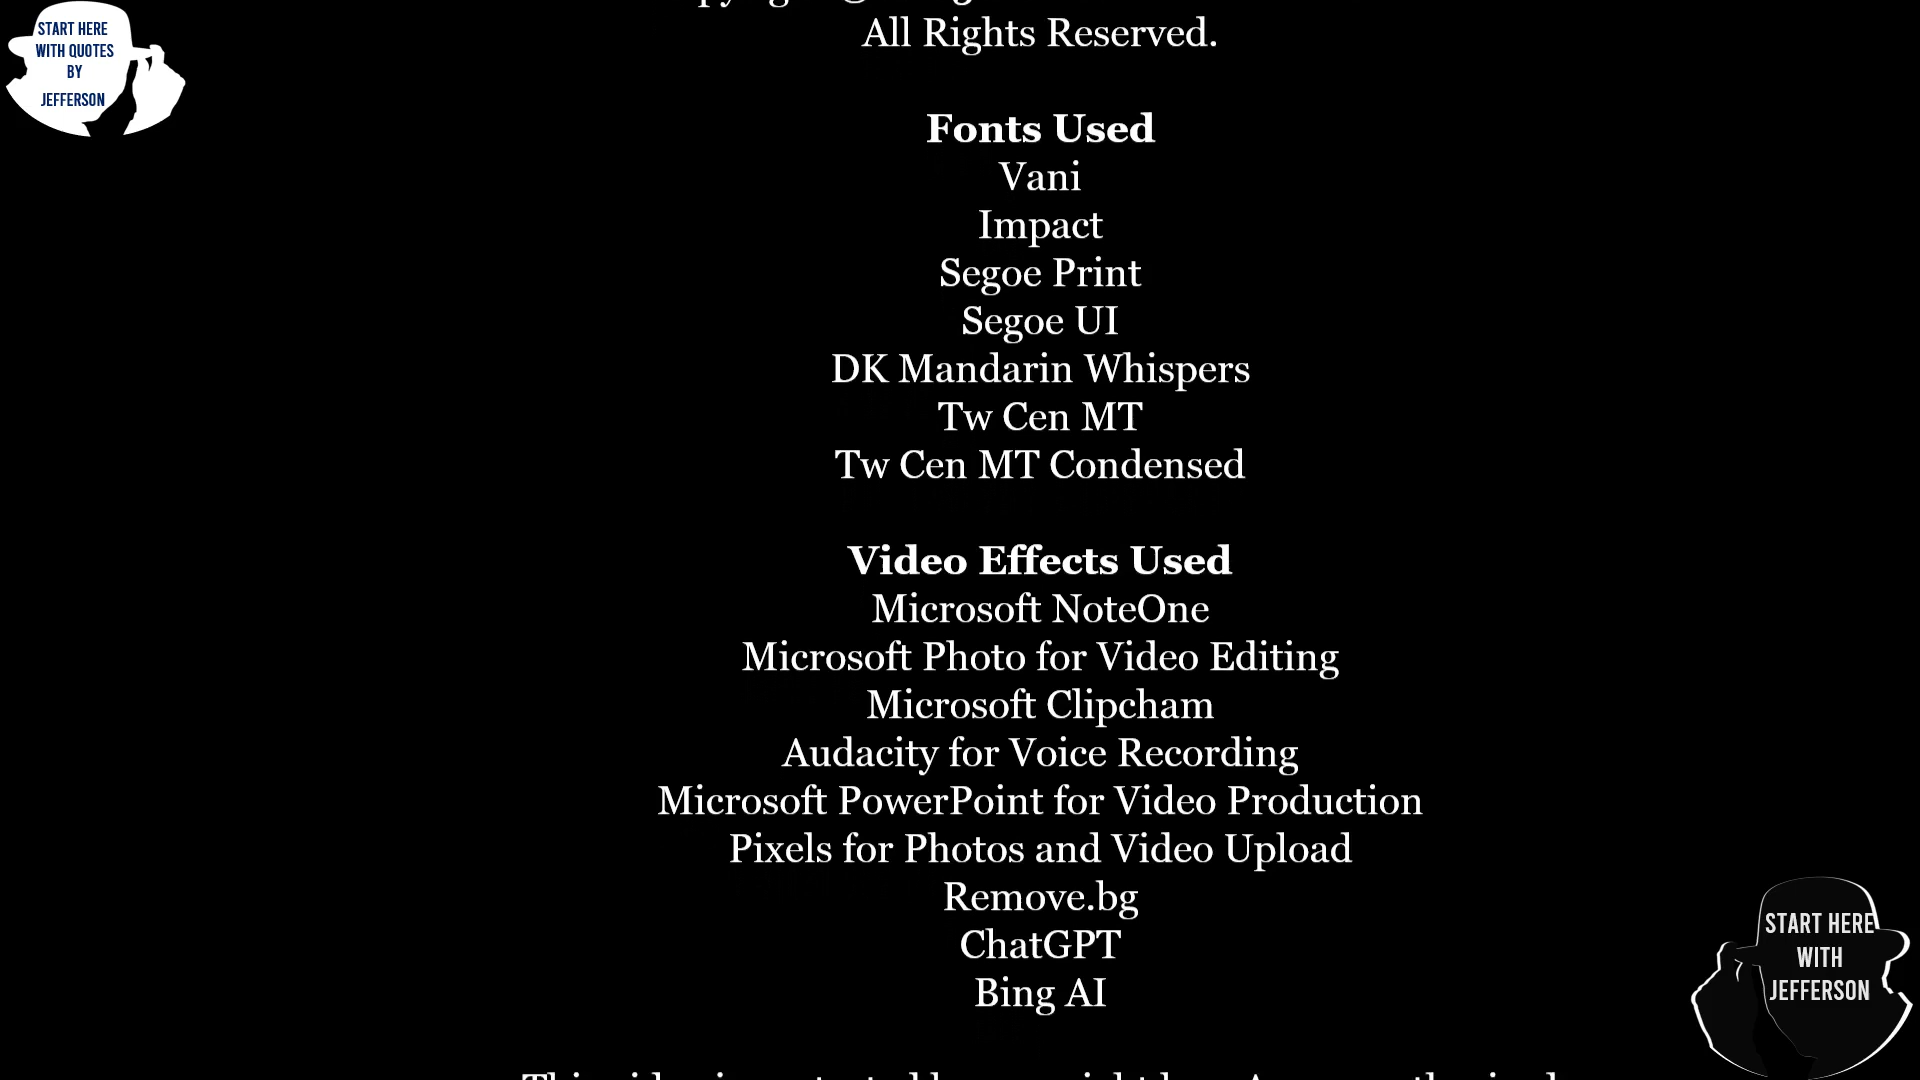 START HERE
WITH QUOTES
BY
JEFFERSON
All Rights Reserved.
Fonts Used
Vani
Impact
Segoe Print
Segoe UI
DK Mandarin Whispers
Tw Cen MT
Tw Cen MT Condensed
Video Effects Used
Microsoft NoteOne
Microsoft Photo for Video Editing
Microsoft Clipcham
Audacity for Voice Recording
Microsoft PowerPoint for Video Production
Pixels for Photos and Video Upload
Remove.bg
ChatGPT
Bing AI
START HERE
WITH
JEFFERSON